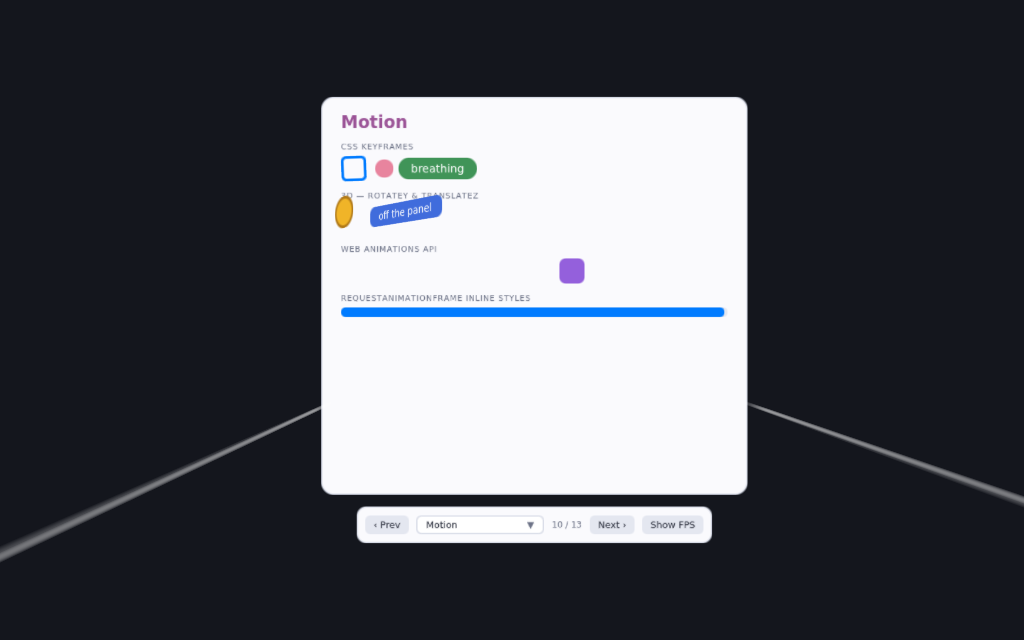 Motion
CSS KEYFRAMES
breathing
3D — ROTATEY & TRANSLATEZ
off the panel
WEB ANIMATIONS API
REQUESTANIMATIONFRAME INLINE STYLES
‹ Prev Motion ▼ 10 / 13 Next › Show FPS